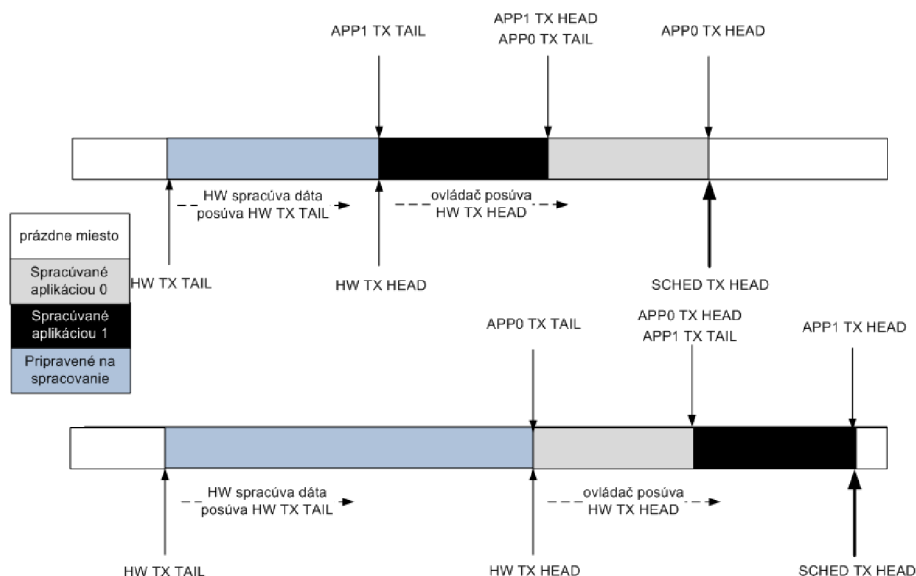 APP1 TX TAIL
APP1 TX HEAD
APP0 TX TAIL
APP0 TX HEAD
HW spracúva dáta
posúva HW TX TAIL
ovládač posúva
HW TX HEAD
HW TX TAIL
HW TX HEAD
SCHED TX HEAD
prázdne miesto
Spracúvané
aplikáciou 0
Spracúvané
aplikáciou 1
Pripravené na
spracovanie
APP0 TX TAIL
APP0 TX HEAD
APP1 TX TAIL
APP1 TX HEAD
HW spracúva dáta
posúva HW TX TAIL
ovládač posúva
HW TX HEAD
HW TX TAIL
HW TX HEAD
SCHED TX HEAD